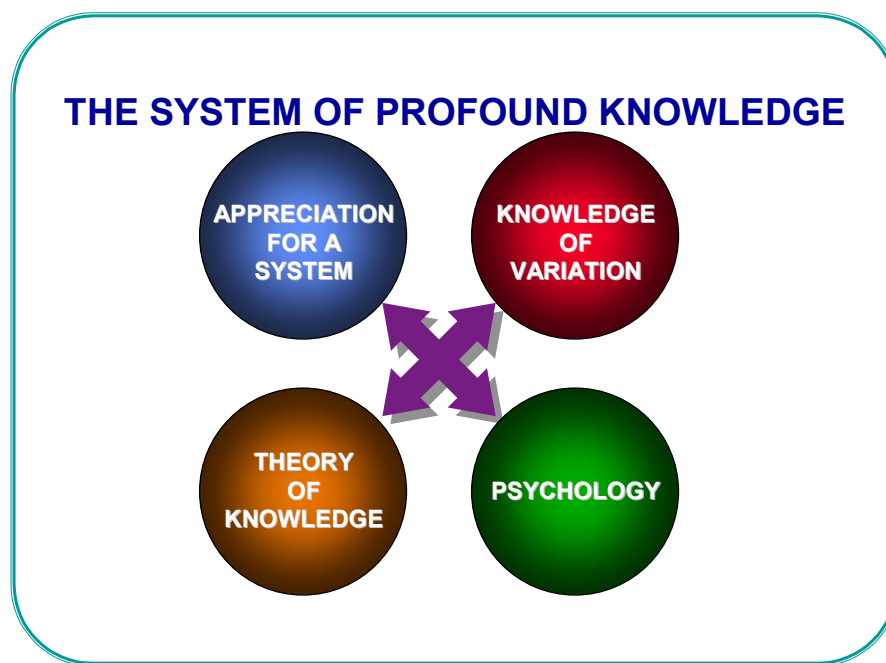 THE SYSTEM OF PROFOUND KNOWLEDGE
APPRECIATION
FOR A
SYSTEM
KNOWLEDGE
OF
VARIATION
THEORY
OF
KNOWLEDGE
PSYCHOLOGY